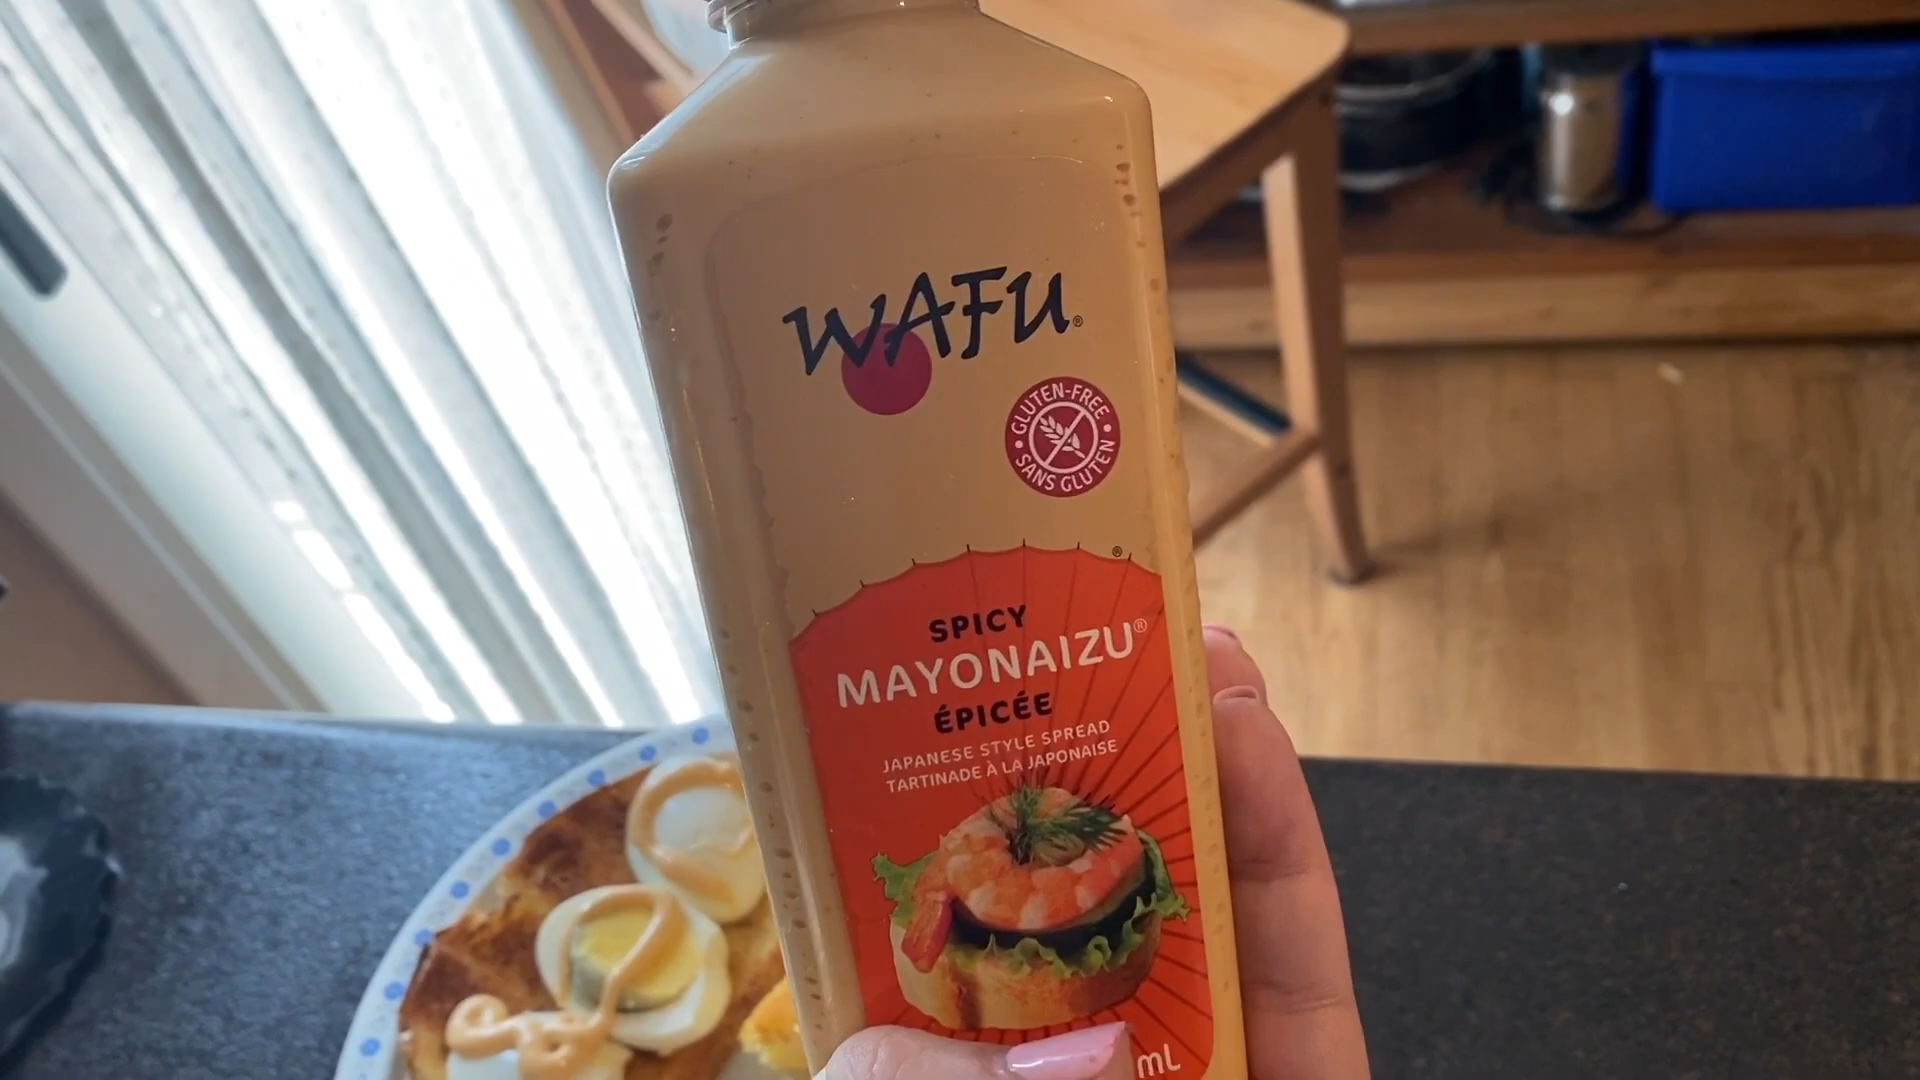 WAFU®
GLUTEN-FREE
SANS GLUTEN
®
SPICY
MAYONAIZU®
ÉPICÉE
JAPANESE STYLE SPREAD
TARTINADE À LA JAPONAISE
mL